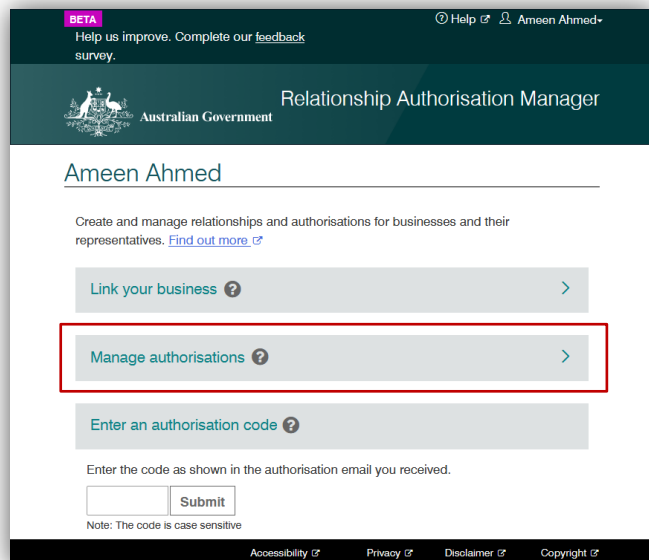 BETA
Help us improve. Complete our feedback
survey.
Help Ameen Ahmed
Australian Government
Relationship Authorisation Manager
Ameen Ahmed
Create and manage relationships and authorisations for businesses and their
representatives. Find out more
Link your business ?
Manage authorisations ?
Enter an authorisation code ?
Enter the code as shown in the authorisation email you received.
Submit
Note: The code is case sensitive
Accessibility Privacy Disclaimer Copyright